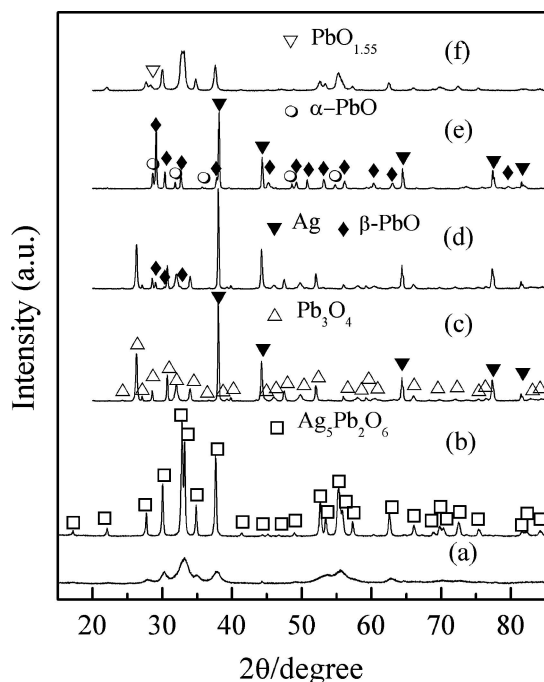 PbO1.55
(f)
α–PbO
(e)
Ag β-PbO
(d)
Pb3O4
(c)
Ag5Pb2O6
(b)
(a)
Intensity (a.u.)
20 30 40 50 60 70 80
2θ/degree